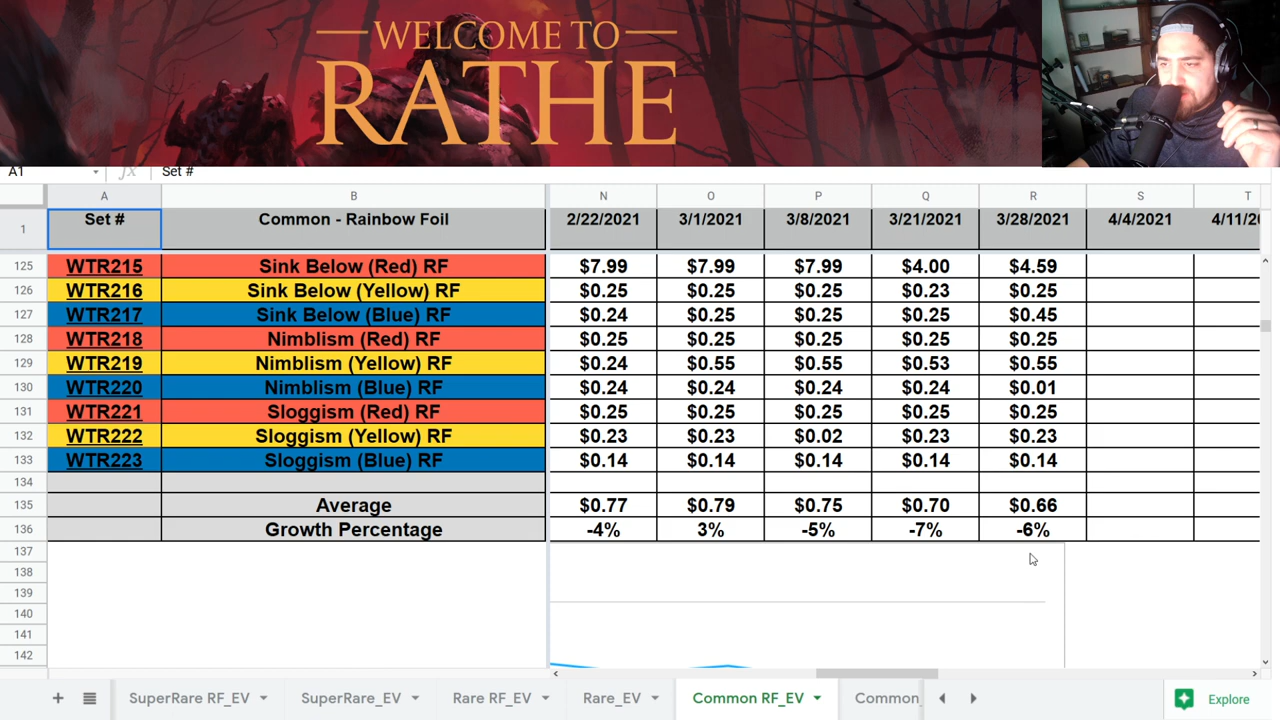 WELCOME TO
RATHE
A1 fx Set #
A B N O P Q R S T
1 Set # Common - Rainbow Foil 2/22/2021 3/1/2021 3/8/2021 3/21/2021 3/28/2021 4/4/2021 4/11/20
125 WTR215 Sink Below (Red) RF $7.99 $7.99 $7.99 $4.00 $4.59
126 WTR216 Sink Below (Yellow) RF $0.25 $0.25 $0.25 $0.23 $0.25
127 WTR217 Sink Below (Blue) RF $0.24 $0.25 $0.25 $0.25 $0.45
128 WTR218 Nimblism (Red) RF $0.25 $0.25 $0.25 $0.25 $0.25
129 WTR219 Nimblism (Yellow) RF $0.24 $0.55 $0.55 $0.53 $0.55
130 WTR220 Nimblism (Blue) RF $0.24 $0.24 $0.24 $0.24 $0.01
131 WTR221 Sloggism (Red) RF $0.25 $0.25 $0.25 $0.25 $0.25
132 WTR222 Sloggism (Yellow) RF $0.23 $0.23 $0.02 $0.23 $0.23
133 WTR223 Sloggism (Blue) RF $0.14 $0.14 $0.14 $0.14 $0.14
134
135 Average $0.77 $0.79 $0.75 $0.70 $0.66
136 Growth Percentage -4% 3% -5% -7% -6%
137
138
139
140
141
142
SuperRare RF_EV SuperRare_EV Rare RF_EV Rare_EV Common RF_EV Common_ Explore